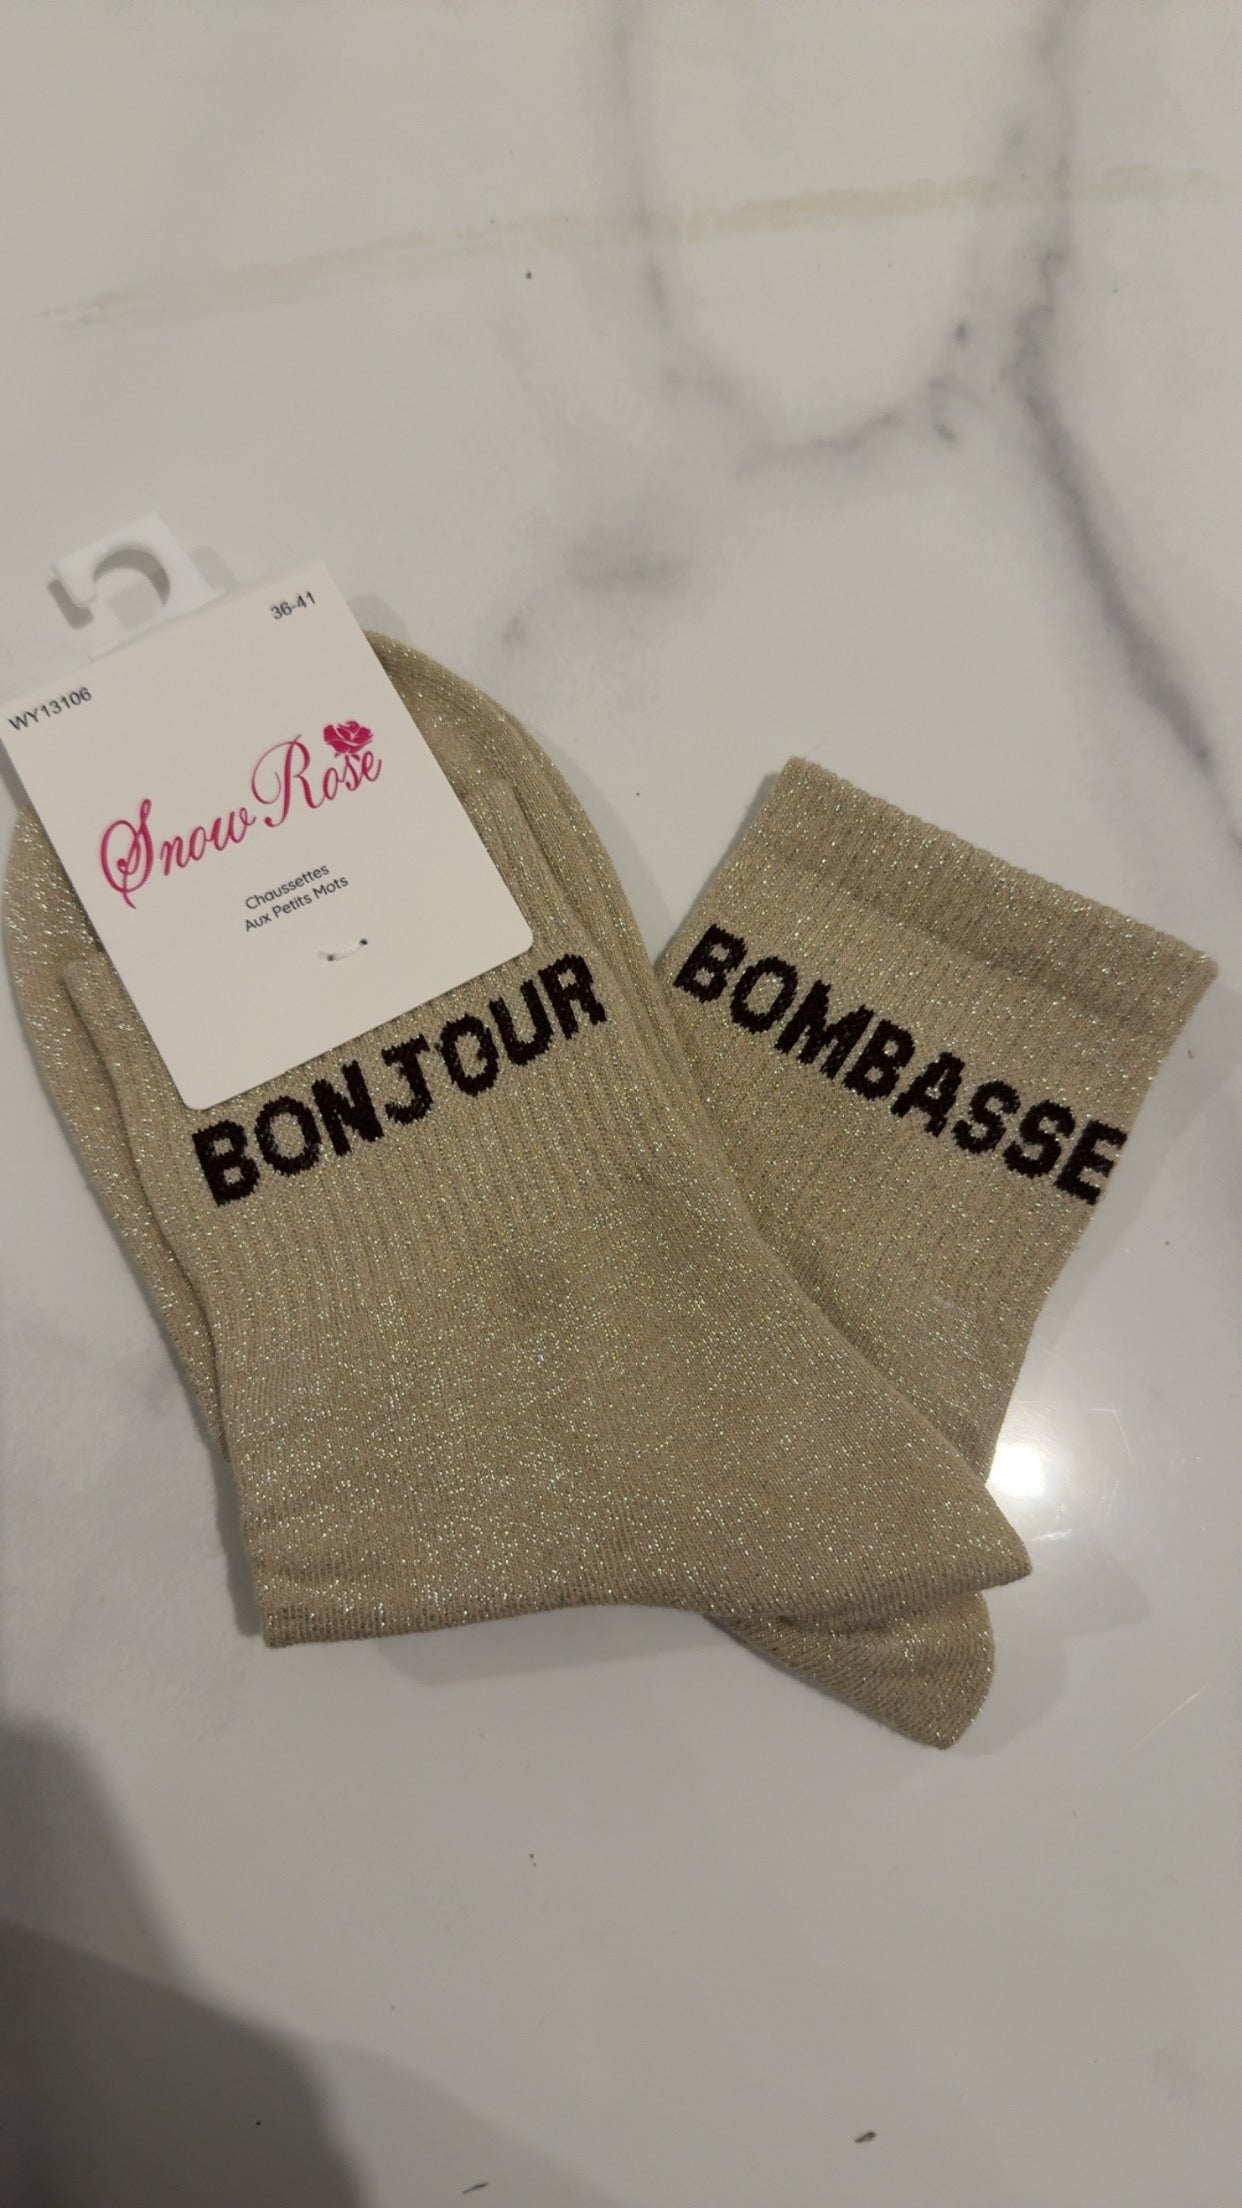 36-41
WY13106
Snow Rose
Chaussettes
Aux Petits Mots
BONJOUR
BOMBASSE